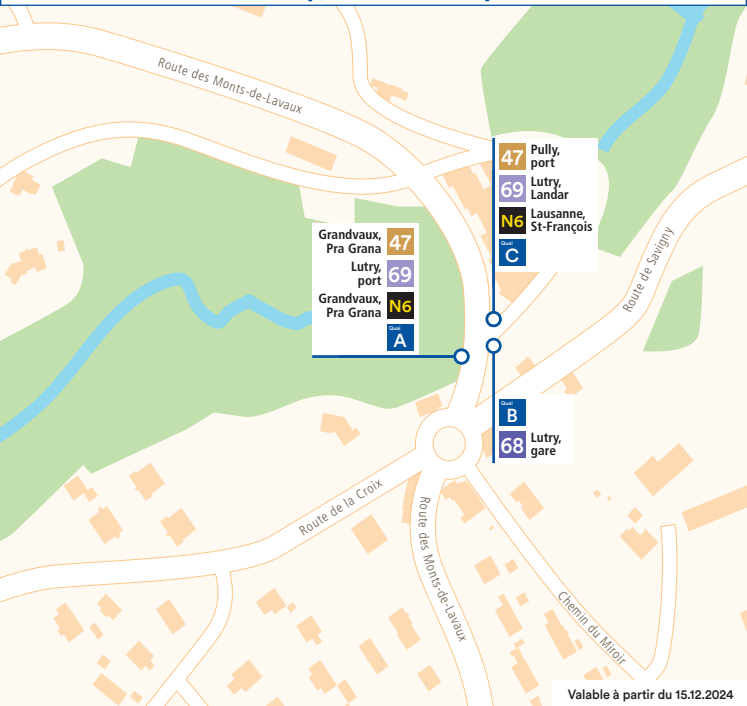 Route des Monts-de-Lavaux
47 Pully,
port
69 Lutry,
Landar
N6 Lausanne,
St-François
Quai
C
Grandvaux,
Pra Grana 47
Lutry,
port 69
Grandvaux,
Pra Grana N6
Quai
A
Route de Savigny
Quai
B
68 Lutry,
gare
Route de la Croix
Route des Monts-de-Lavaux
Chemin du Miroir
Valable à partir du 15.12.2024